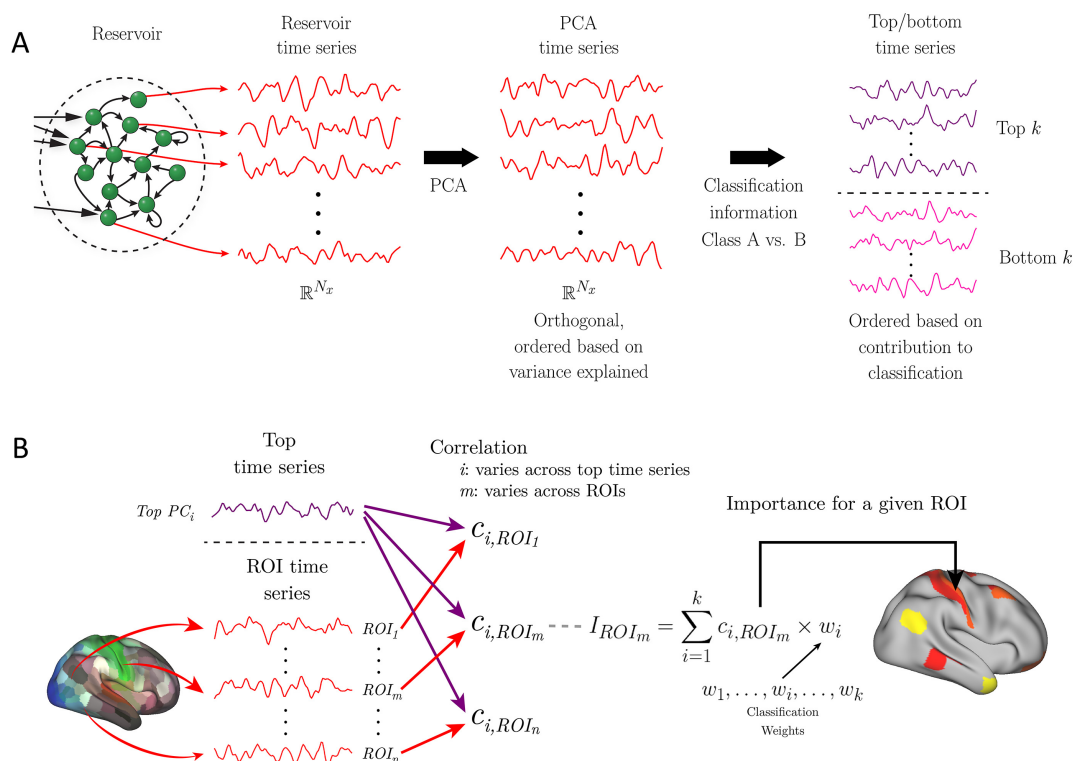 A
Reservoir
Reservoir
time series
PCA
time series
Top/bottom
time series
PCA
Classification
information
Class A vs. B
Top k
Bottom k
ℝ^{N_x}
ℝ^{N_x}
Orthogonal,
ordered based on
variance explained
Ordered based on
contribution to
classification
B
Top
time series
Top PC_i
ROI time
series
ROI_1
ROI_m
ROI_n
Correlation
i: varies across top time series
m: varies across ROIs
c_{i,ROI_1}
c_{i,ROI_m}
c_{i,ROI_n}
Importance for a given ROI
I_{ROI_m} = \sum_{i=1}^{k} c_{i,ROI_m} × w_i
w_1, . . . , w_i, . . . , w_k
Classification
Weights